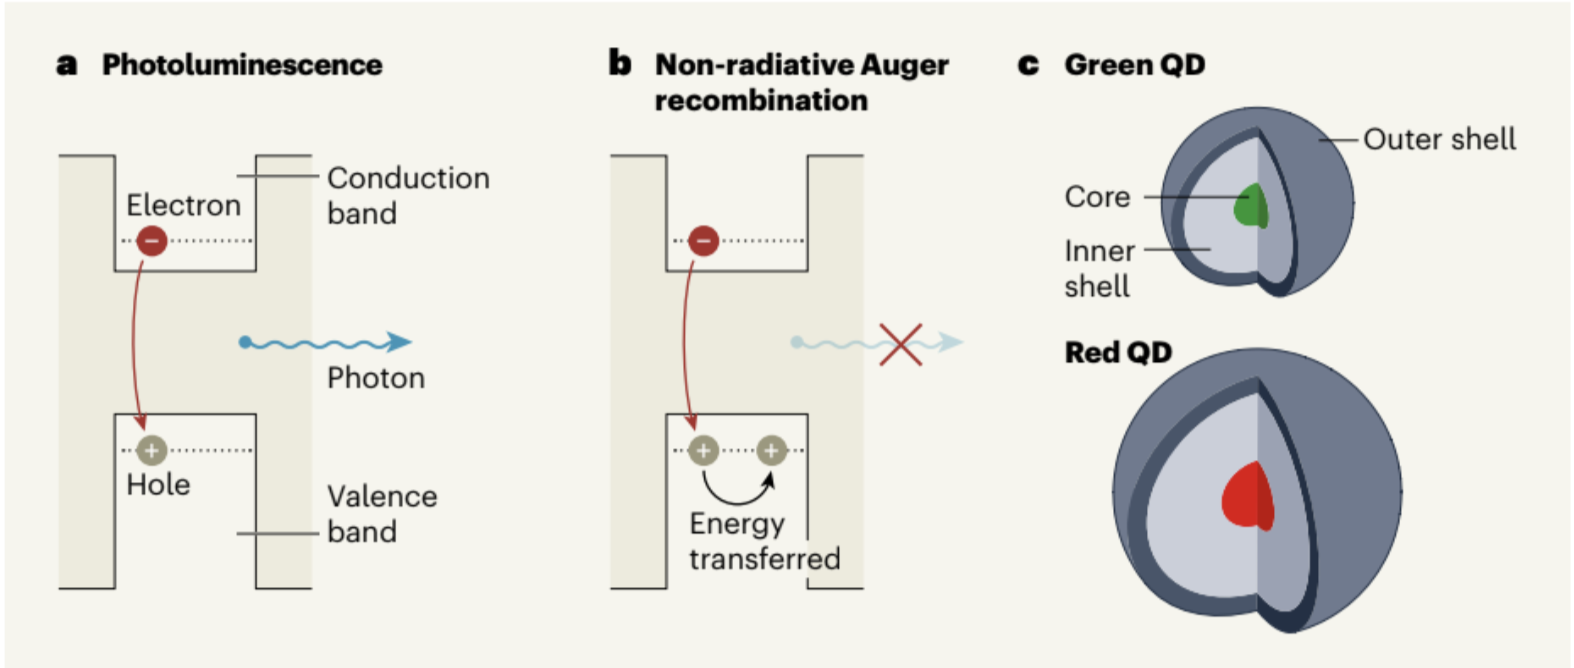 a Photoluminescence
Electron
−
Conduction
band
Photon
+
Hole
Valence
band
b Non-radiative Auger
recombination
−
+ +
Energy
transferred
c Green QD
Outer shell
Core
Inner
shell
Red QD